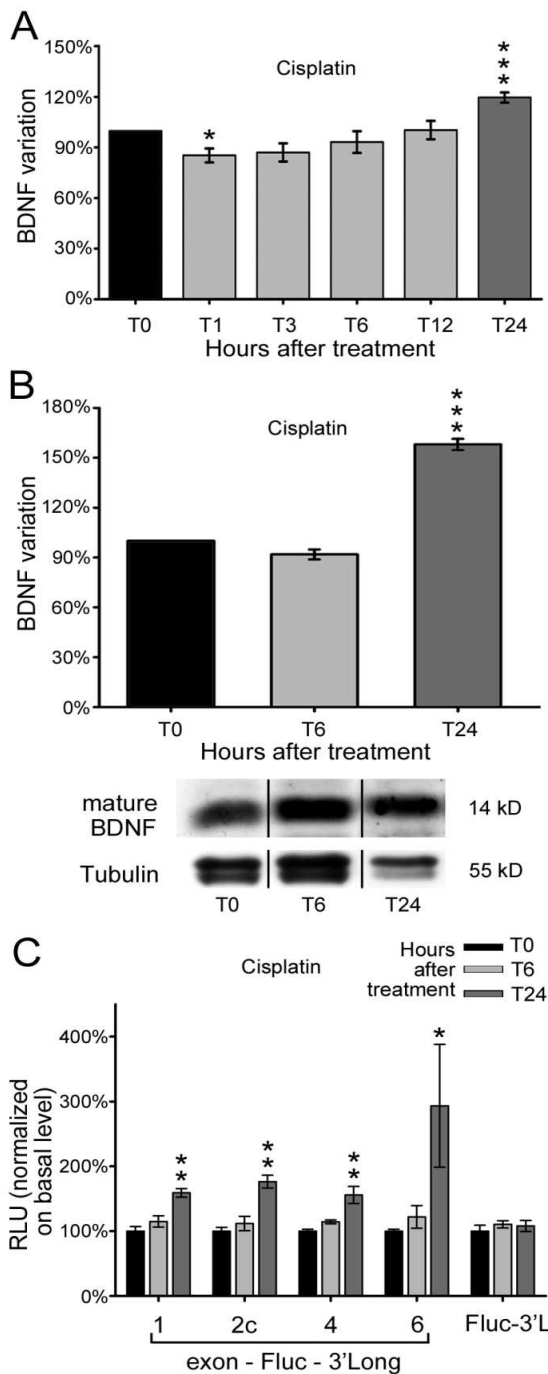 A
BDNF variation
150%
120%
90%
60%
30%
0%
Cisplatin
*
***
T0 T1 T3 T6 T12 T24
Hours after treatment
B
BDNF variation
180%
150%
120%
90%
60%
30%
0%
Cisplatin
***
T0 T6 T24
Hours after treatment
mature
BDNF
14 kD
Tubulin
55 kD
T0 T6 T24
C
Cisplatin
Hours
after
treatment
T0
T6
T24
RLU (normalized
on basal level)
400%
300%
200%
100%
0%
**
**
**
*
1 2c 4 6 Fluc-3'L
exon - Fluc - 3'Long